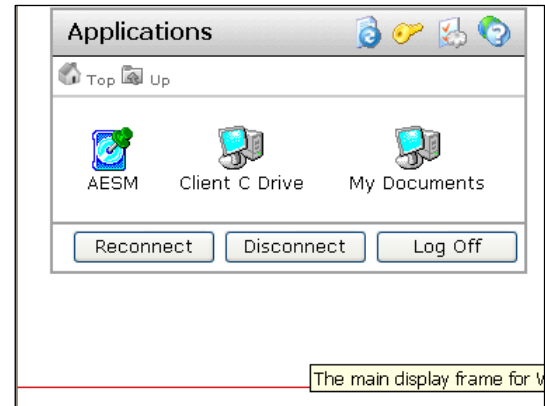 Applications
Top Up
AESM Client C Drive My Documents
Reconnect Disconnect Log Off
The main display frame for